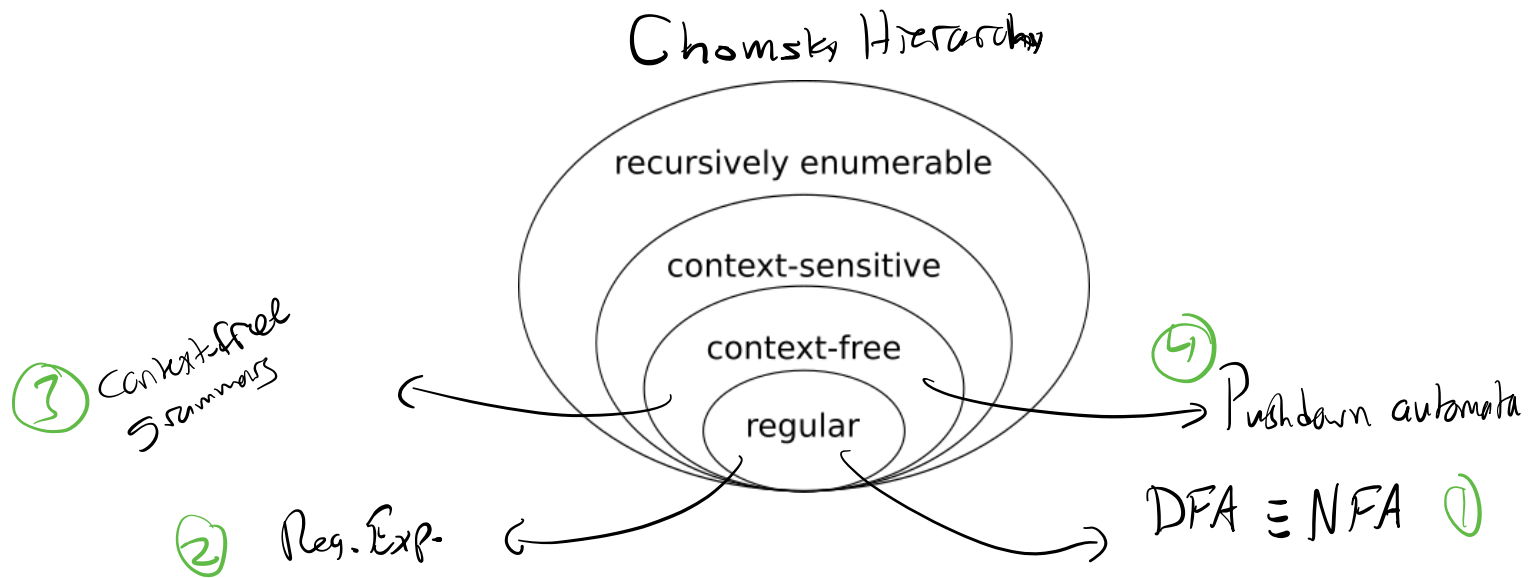 Chomsky Hierarchy
recursively enumerable
context-sensitive
context-free
regular
3 Context-free
grammars
4
Pushdown automata
2 Reg. Exp.
DFA ≡ NFA 1